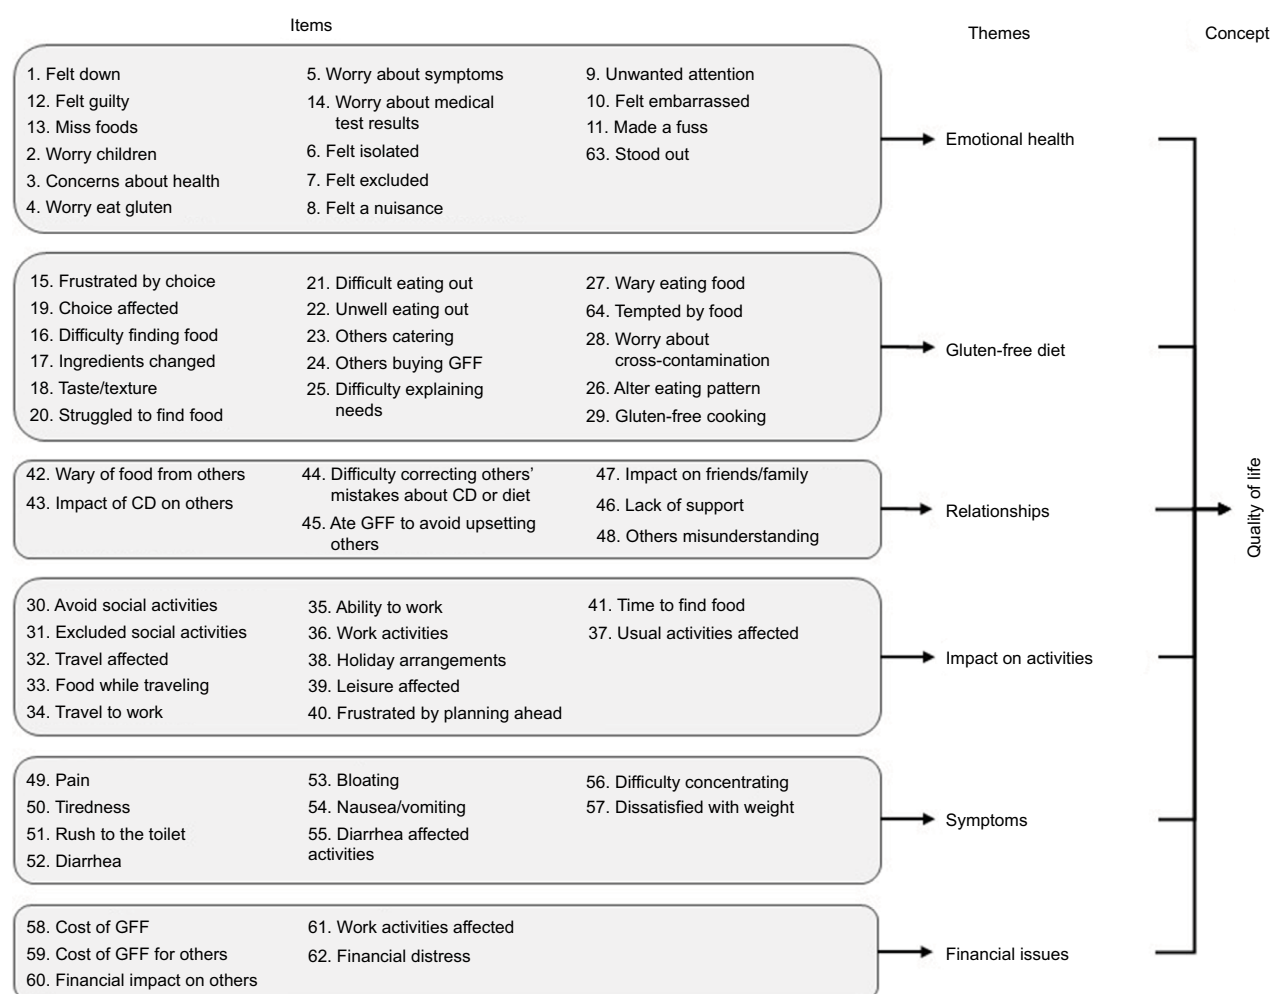 Items
Themes
Concept
1. Felt down
12. Felt guilty
13. Miss foods
2. Worry children
3. Concerns about health
4. Worry eat gluten
5. Worry about symptoms
14. Worry about medical
test results
6. Felt isolated
7. Felt excluded
8. Felt a nuisance
9. Unwanted attention
10. Felt embarrassed
11. Made a fuss
63. Stood out
Emotional health
15. Frustrated by choice
19. Choice affected
16. Difficulty finding food
17. Ingredients changed
18. Taste/texture
20. Struggled to find food
21. Difficult eating out
22. Unwell eating out
23. Others catering
24. Others buying GFF
25. Difficulty explaining
needs
27. Wary eating food
64. Tempted by food
28. Worry about
cross-contamination
26. Alter eating pattern
29. Gluten-free cooking
Gluten-free diet
42. Wary of food from others
43. Impact of CD on others
44. Difficulty correcting others’
mistakes about CD or diet
45. Ate GFF to avoid upsetting
others
47. Impact on friends/family
46. Lack of support
48. Others misunderstanding
Relationships
30. Avoid social activities
31. Excluded social activities
32. Travel affected
33. Food while traveling
34. Travel to work
35. Ability to work
36. Work activities
38. Holiday arrangements
39. Leisure affected
40. Frustrated by planning ahead
41. Time to find food
37. Usual activities affected
Impact on activities
49. Pain
50. Tiredness
51. Rush to the toilet
52. Diarrhea
53. Bloating
54. Nausea/vomiting
55. Diarrhea affected
activities
56. Difficulty concentrating
57. Dissatisfied with weight
Symptoms
58. Cost of GFF
59. Cost of GFF for others
60. Financial impact on others
61. Work activities affected
62. Financial distress
Financial issues
Quality of life